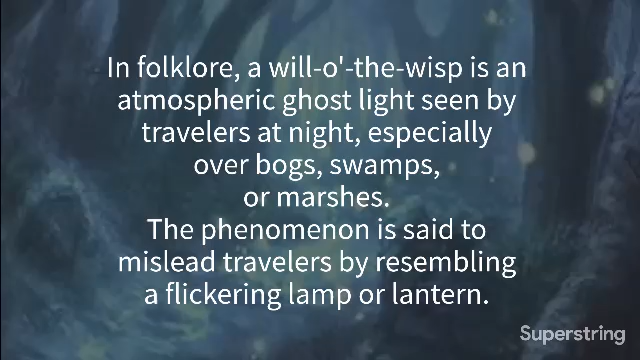 In folklore, a will-o'-the-wisp is an
atmospheric ghost light seen by
travelers at night, especially
over bogs, swamps,
or marshes.
The phenomenon is said to
mislead travelers by resembling
a flickering lamp or lantern.
Superstring